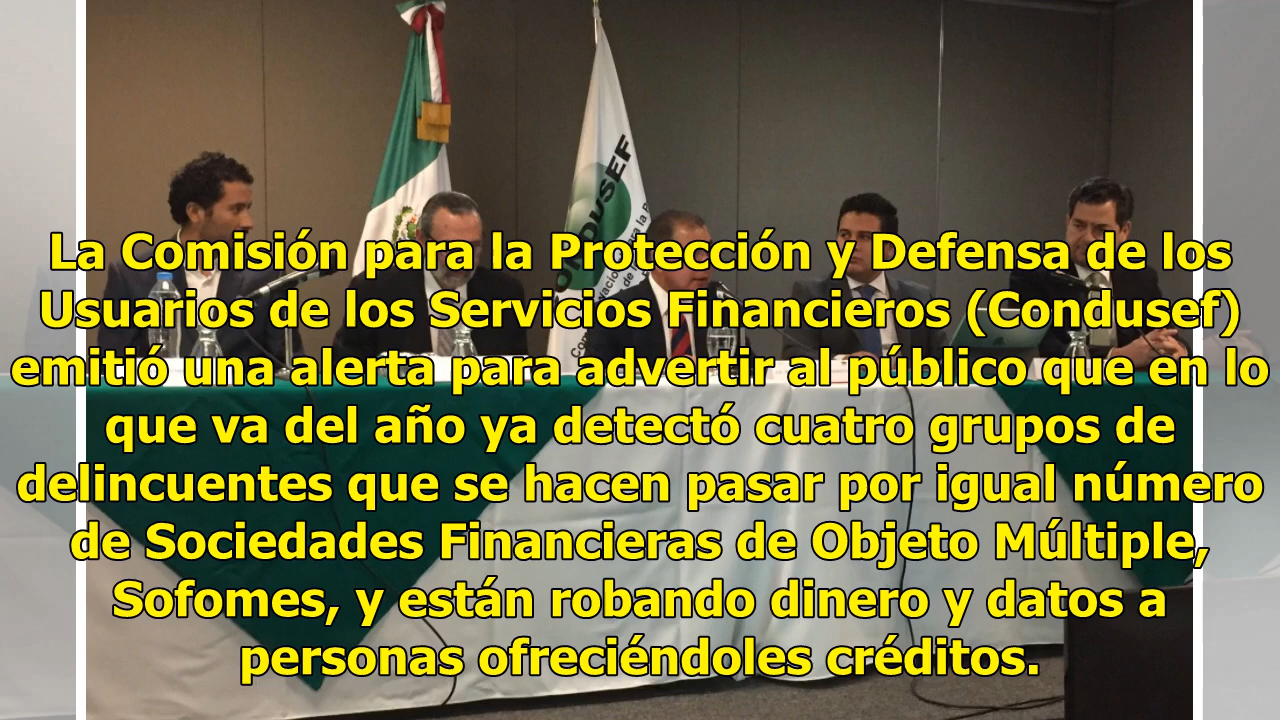 La Comisión para la Protección y Defensa de los
Usuarios de los Servicios Financieros (Condusef)
emitió una alerta para advertir al público que en lo
que va del año ya detectó cuatro grupos de
delincuentes que se hacen pasar por igual número
de Sociedades Financieras de Objeto Múltiple,
Sofomes, y están robando dinero y datos a
personas ofreciéndoles créditos.